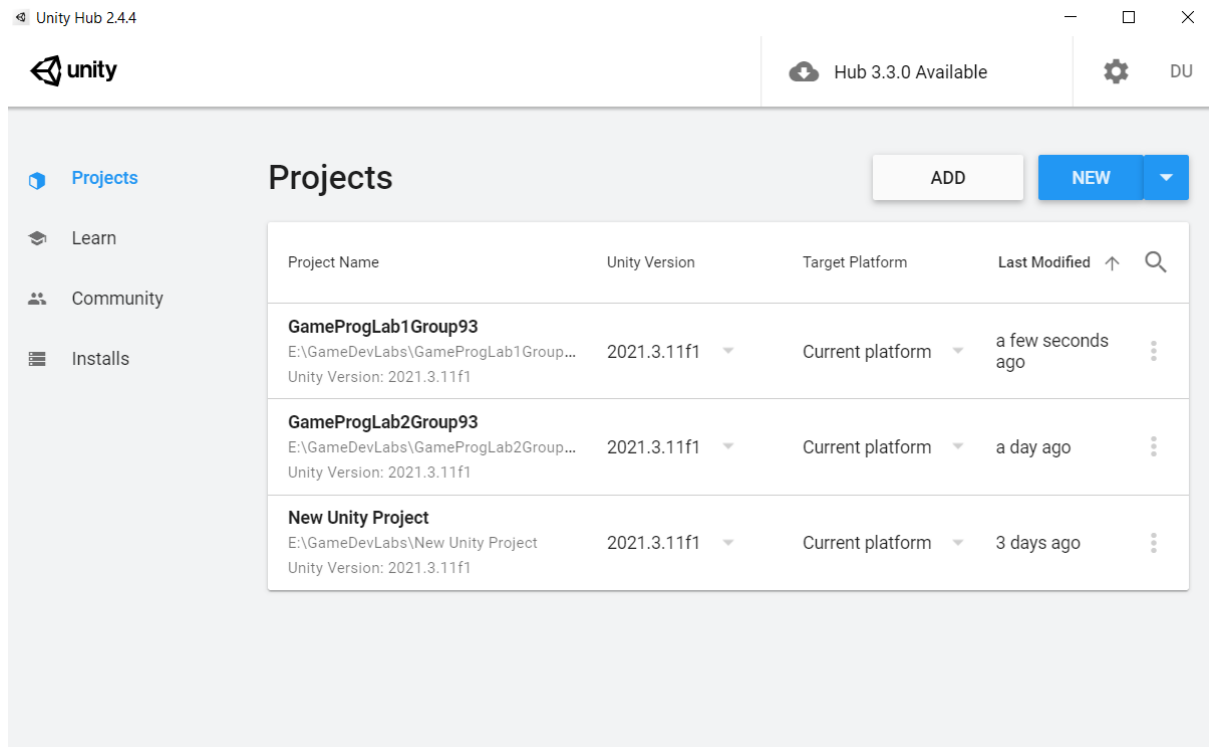 Unity Hub 2.4.4
unity
Hub 3.3.0 Available
DU
Projects
Learn
Community
Installs
Projects
ADD
NEW
Project Name Unity Version Target Platform Last Modified
GameProgLab1Group93
E:\GameDevLabs\GameProgLab1Group...
Unity Version: 2021.3.11f1
2021.3.11f1
Current platform
a few seconds
ago
GameProgLab2Group93
E:\GameDevLabs\GameProgLab2Group...
Unity Version: 2021.3.11f1
2021.3.11f1
Current platform
a day ago
New Unity Project
E:\GameDevLabs\New Unity Project
Unity Version: 2021.3.11f1
2021.3.11f1
Current platform
3 days ago